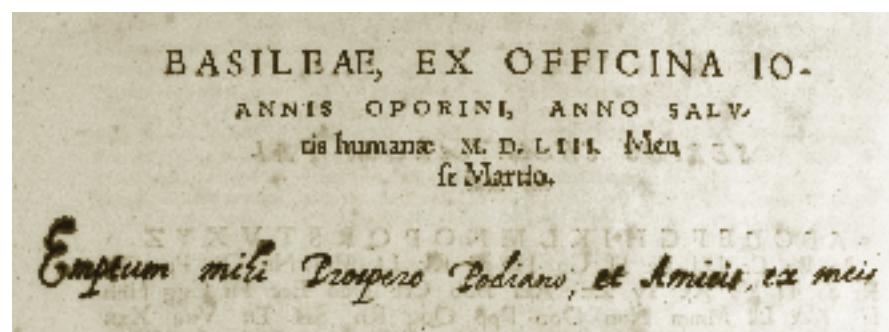 BASILEAE, EX OFFICINA IO-
ANNIS OPORINI, ANNO SALV-
tis humanæ M. D. LIII. Men
se Martio.
Emptum mihi Prospero Podiano, et Amicis, ex meis